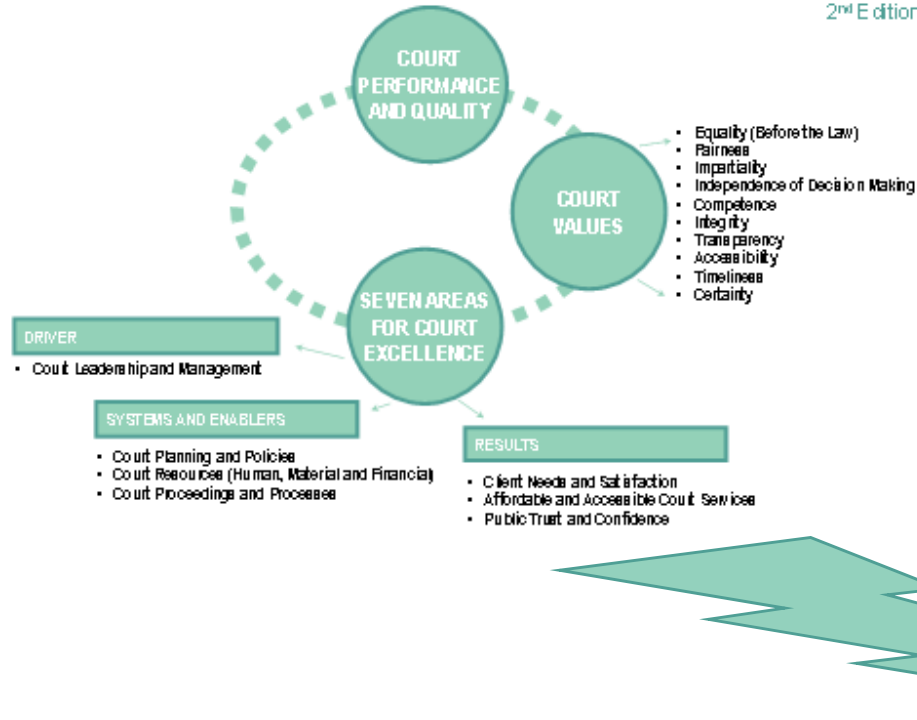 2nd Edition
COURT
PERFORMANCE
AND QUALITY
COURT
VALUES
• Equality (Before the Law)
• Fairness
• Impartiality
• Independence of Decision Making
• Competence
• Integrity
• Transparency
• Accessibility
• Timeliness
• Certainty
SEVEN AREAS
FOR COURT
EXCELLENCE
DRIVER
• Court Leadership and Management
SYSTEMS AND ENABLERS
• Court Planning and Policies
• Court Resources (Human, Material and Financial)
• Court Proceedings and Processes
RESULTS
• Client Needs and Satisfaction
• Affordable and Accessible Court Services
• Public Trust and Confidence